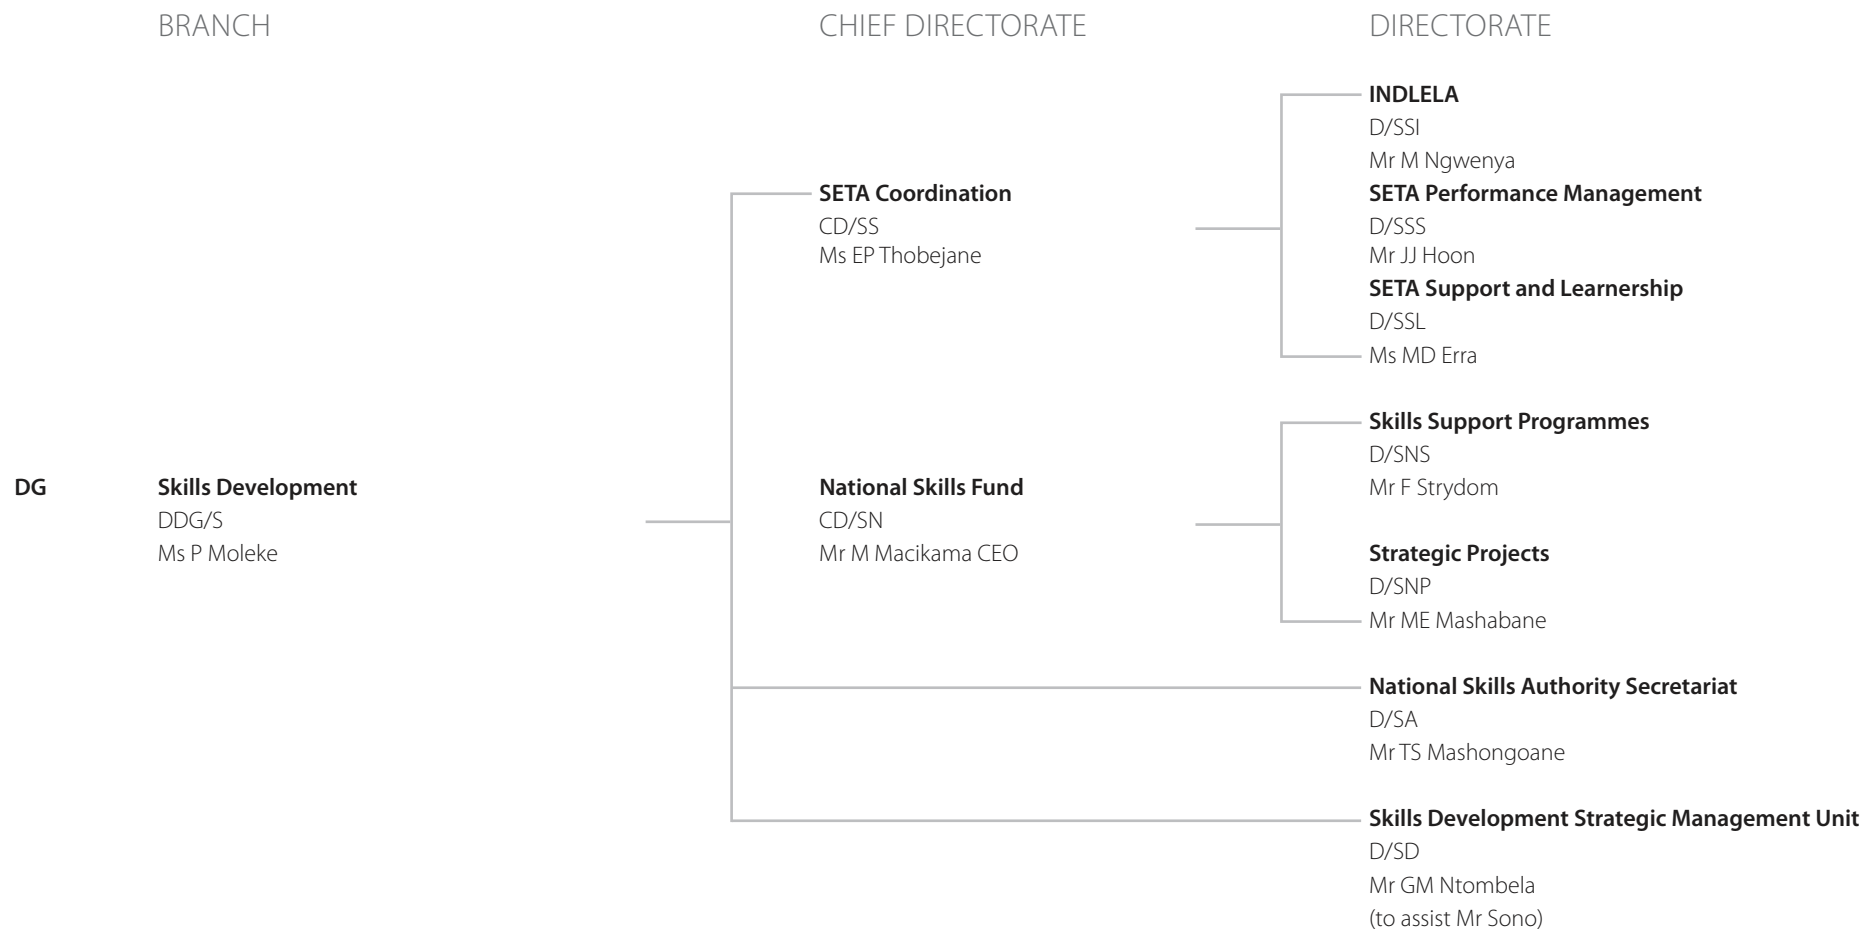 BRANCH
CHIEF DIRECTORATE
DIRECTORATE
DG
Skills Development
DDG/S
Ms P Moleke
SETA Coordination
CD/SS
Ms EP Thobejane
National Skills Fund
CD/SN
Mr M Macikama CEO
INDLELA
D/SSI
Mr M Ngwenya
SETA Performance Management
D/SSS
Mr JJ Hoon
SETA Support and Learnership
D/SSL
Ms MD Erra
Skills Support Programmes
D/SNS
Mr F Strydom
Strategic Projects
D/SNP
Mr ME Mashabane
National Skills Authority Secretariat
D/SA
Mr TS Mashongoane
Skills Development Strategic Management Unit
D/SD
Mr GM Ntombela
(to assist Mr Sono)